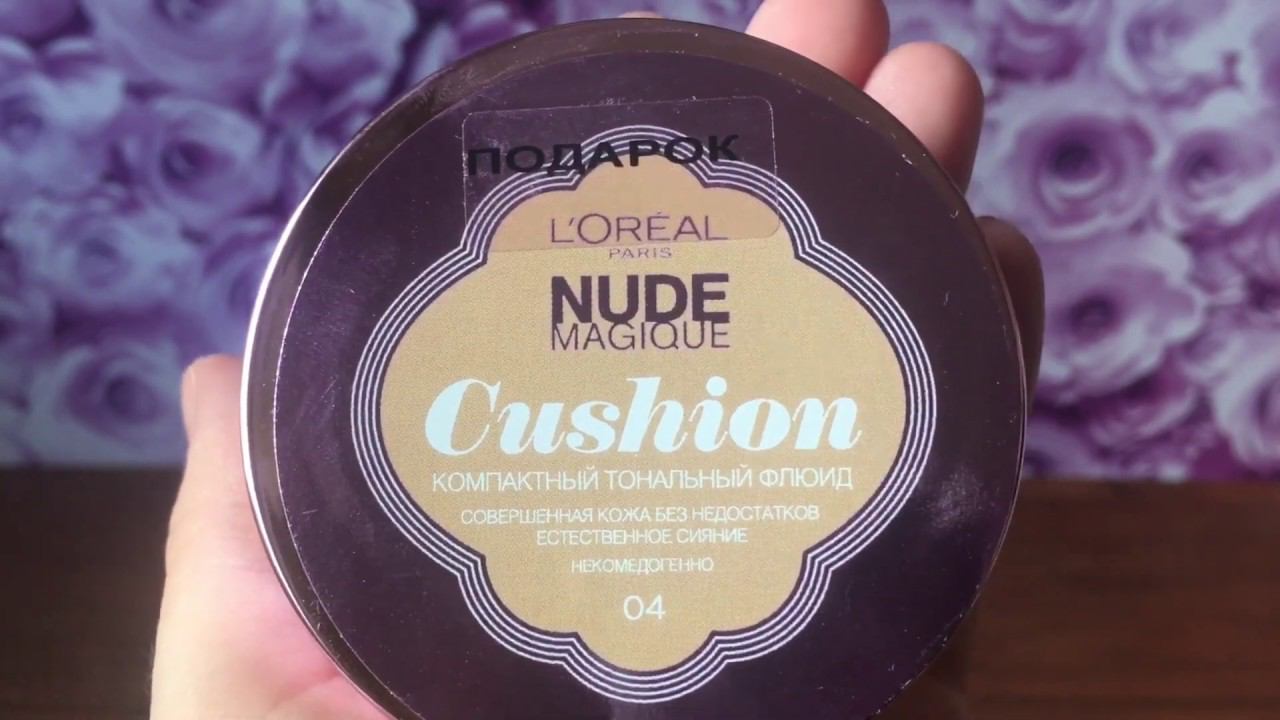 ПОДАРОК
L'ORÉAL
PARIS
NUDE
MAGIQUE
Cushion
КОМПАКТНЫЙ ТОНАЛЬНЫЙ ФЛЮИД
СОВЕРШЕННАЯ КОЖА БЕЗ НЕДОСТАТКОВ
ЕСТЕСТВЕННОЕ СИЯНИЕ
НЕКОМЕДОГЕННО
04